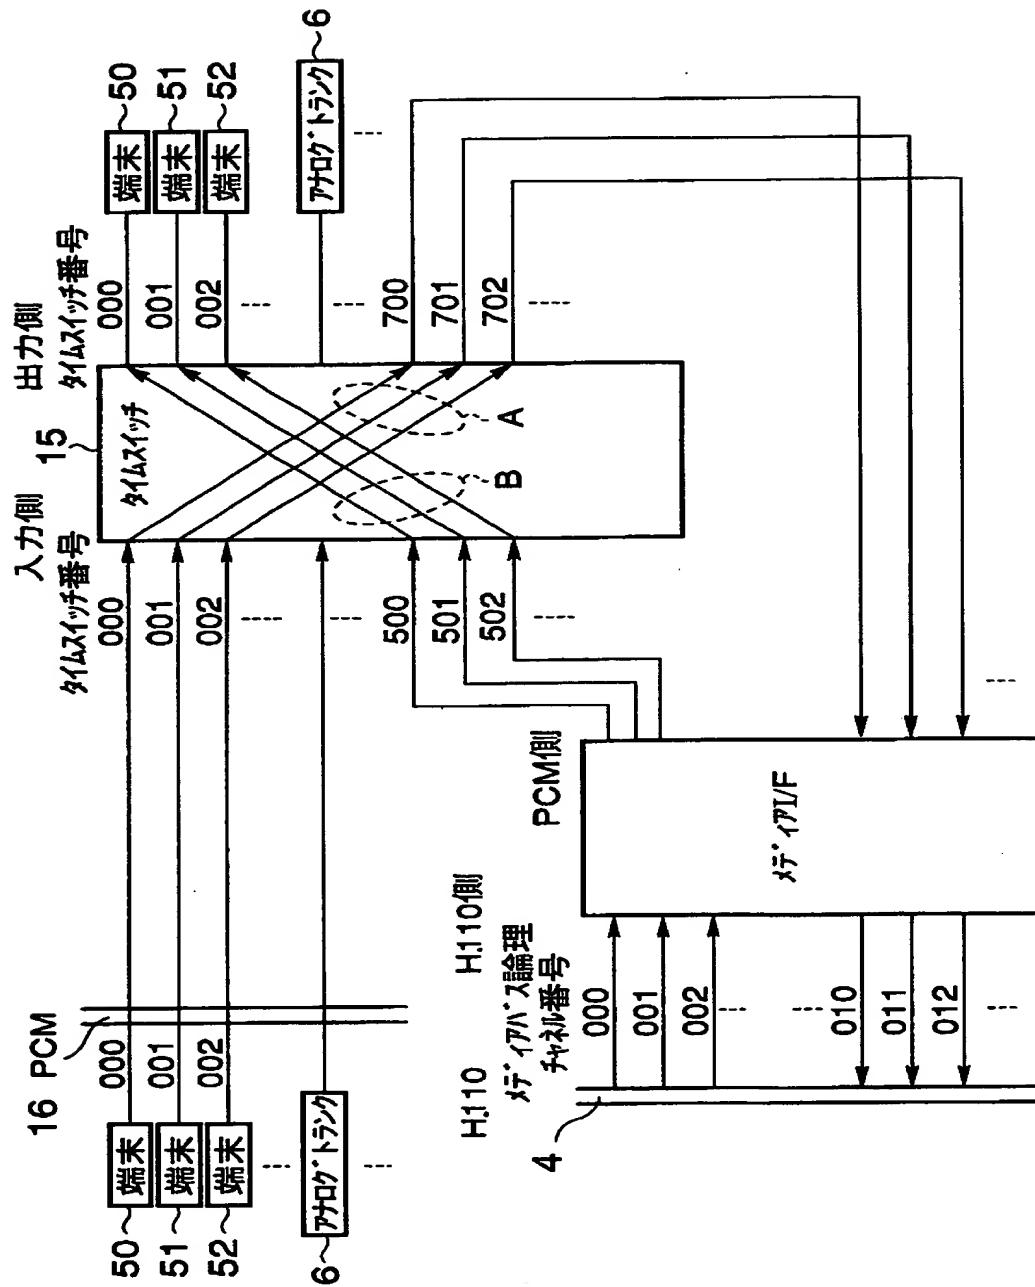 入力側
タイムスイッチ番号
15
出力側
タイムスイッチ番号
16 PCM
50 端末 000
000
タイムスイッチ
000
端末 50
51 端末 001
001
001
端末 51
52 端末 002
002
002
端末 52
6 アナログトランク
アナログトランク 6
B
A
500
501
502
700
701
702
H.110
メディアバス論理
チャネル番号
H.110側
PCM側
4
000
001
002
メディアI/F
010
011
012